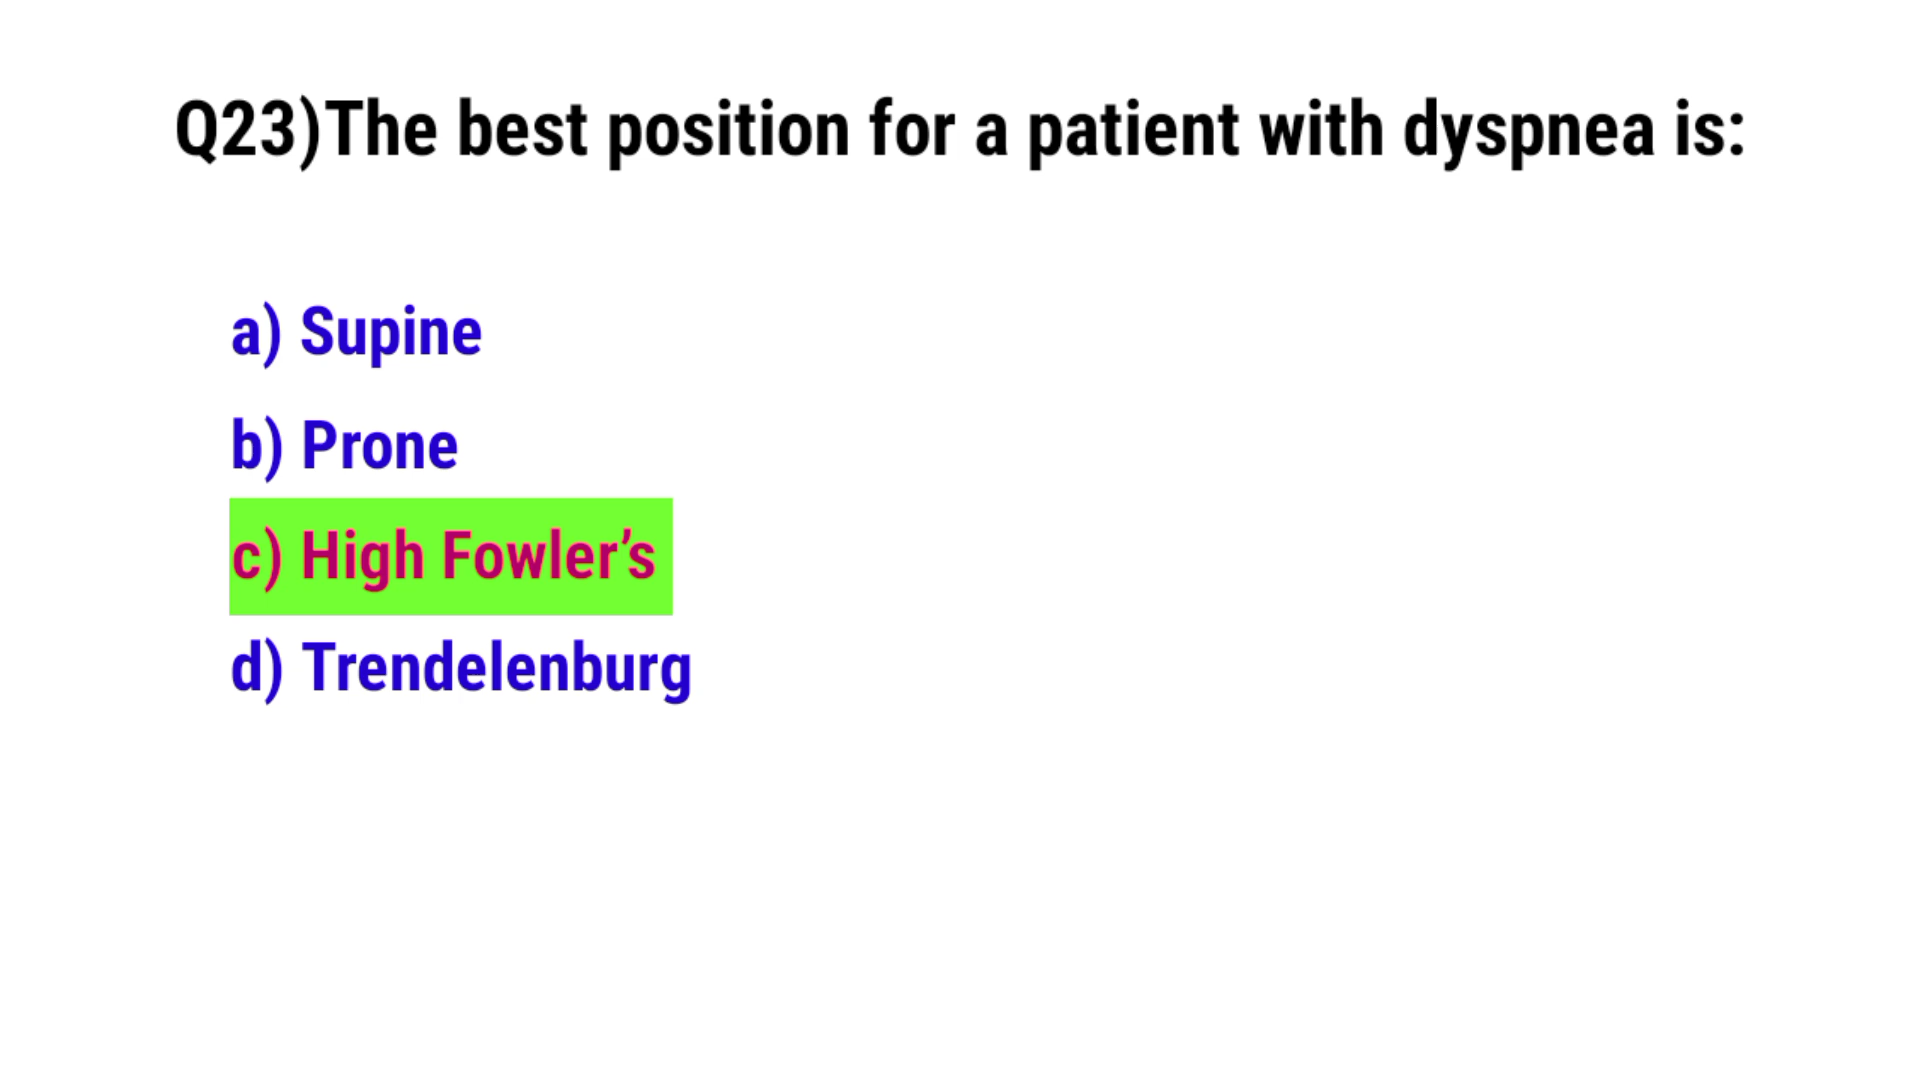 Q23)The best position for a patient with dyspnea is:
a) Supine
b) Prone
c) High Fowler’s
d) Trendelenburg